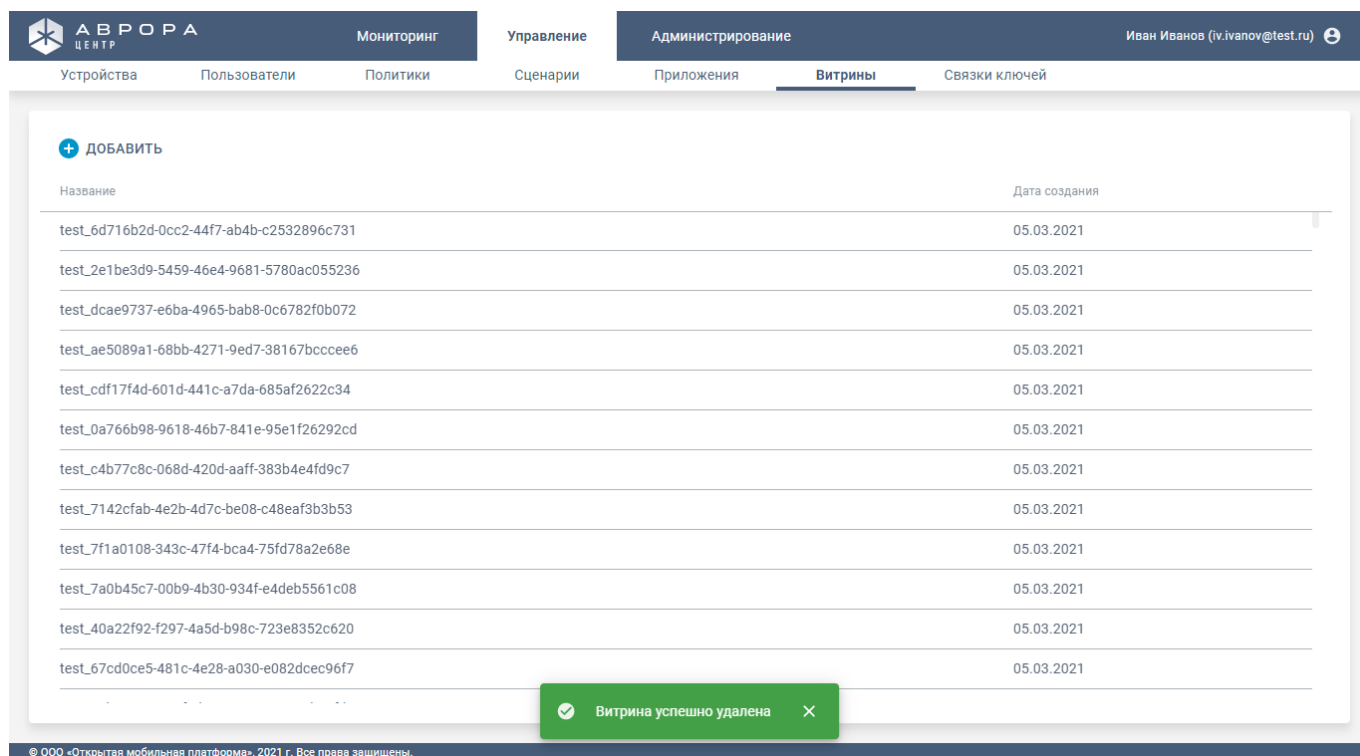 АВРОРА
ЦЕНТР
Мониторинг Управление Администрирование Иван Иванов (iv.ivanov@test.ru)
Устройства Пользователи Политики Сценарии Приложения Витрины Связки ключей
ДОБАВИТЬ
Название Дата создания
test_6d716b2d-0cc2-44f7-ab4b-c2532896c731 05.03.2021
test_2e1be3d9-5459-46e4-9681-5780ac055236 05.03.2021
test_dcae9737-e6ba-4965-bab8-0c6782f0b072 05.03.2021
test_ae5089a1-68bb-4271-9ed7-38167bcccee6 05.03.2021
test_cdf17f4d-601d-441c-a7da-685af2622c34 05.03.2021
test_0a766b98-9618-46b7-841e-95e1f26292cd 05.03.2021
test_c4b77c8c-068d-420d-aaff-383b4e4fd9c7 05.03.2021
test_7142cfab-4e2b-4d7c-be08-c48eaf3b3b53 05.03.2021
test_7f1a0108-343c-47f4-bca4-75fd78a2e68e 05.03.2021
test_7a0b45c7-00b9-4b30-934f-e4deb5561c08 05.03.2021
test_40a22f92-f297-4a5d-b98c-723e8352c620 05.03.2021
test_67cd0ce5-481c-4e28-a030-e082dcec96f7 05.03.2021
Витрина успешно удалена
© ООО «Открытая мобильная платформа», 2021 г. Все права защищены.